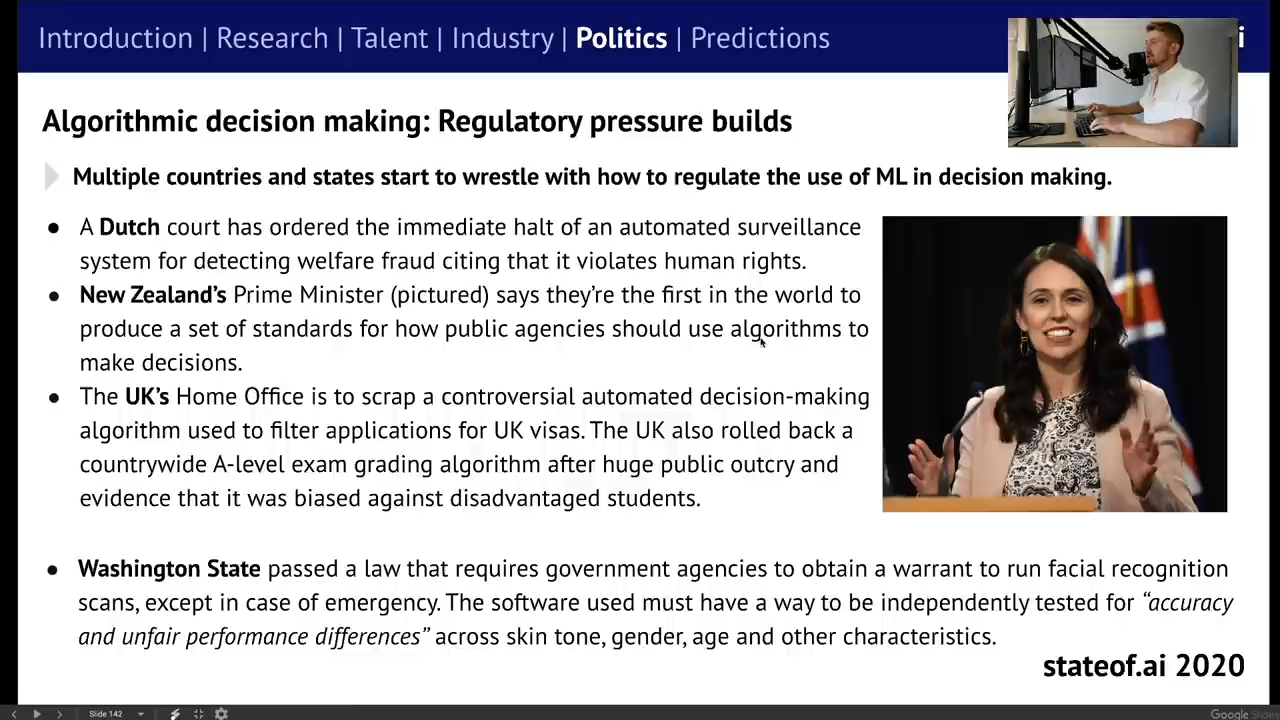 Introduction | Research | Talent | Industry | Politics | Predictions
i
Algorithmic decision making: Regulatory pressure builds
Multiple countries and states start to wrestle with how to regulate the use of ML in decision making.
● A Dutch court has ordered the immediate halt of an automated surveillance
system for detecting welfare fraud citing that it violates human rights.
● New Zealand’s Prime Minister (pictured) says they’re the first in the world to
produce a set of standards for how public agencies should use algorithms to
make decisions.
● The UK’s Home Office is to scrap a controversial automated decision-making
algorithm used to filter applications for UK visas. The UK also rolled back a
countrywide A-level exam grading algorithm after huge public outcry and
evidence that it was biased against disadvantaged students.
● Washington State passed a law that requires government agencies to obtain a warrant to run facial recognition
scans, except in case of emergency. The software used must have a way to be independently tested for “accuracy
and unfair performance differences” across skin tone, gender, age and other characteristics.
stateof.ai 2020
Slide 142
Google Slides